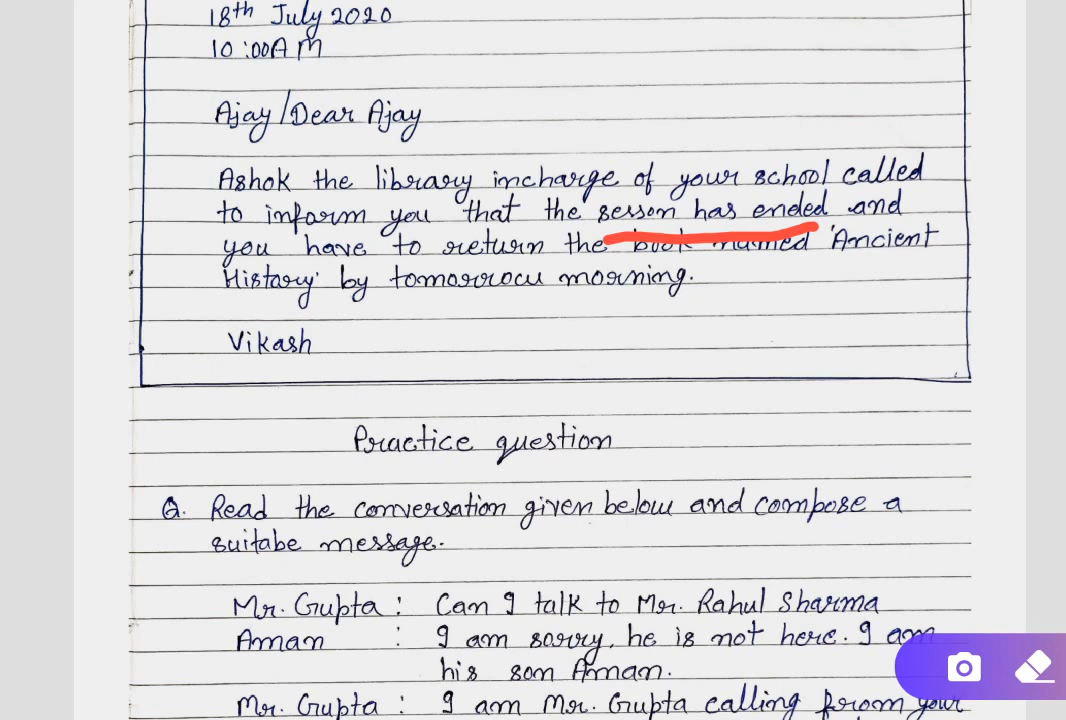 18th July 2020
10:00AM
Ajay/Dear Ajay
Ashok the library incharge of your school called
to inform you that the sesson has ended and
you have to return the book named 'Ancient
History' by tomorrow morning.
Vikash
Practice question
Q. Read the conversation given below and compose a
suitabe message.
Mr. Gupta : Can I talk to Mr. Rahul Sharma
Aman : I am sorry, he is not here. I am
his son Aman.
Mr. Gupta : I am Mr. Gupta calling from your